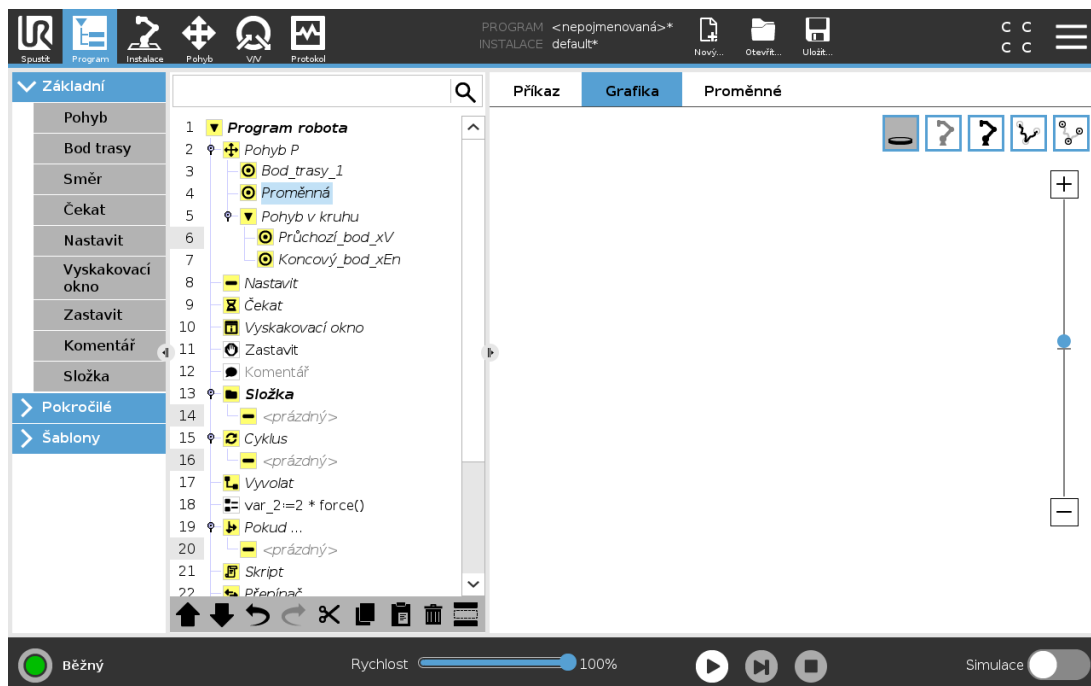 PROGRAM <nepojmenovaná>*
INSTALACE default*
C C
C C
Spustit
Program
Instalace
Pohyb
V/V
Protokol
Nový...
Otevřít...
Uložit...
Základní
Pohyb
Bod trasy
Směr
Čekat
Nastavit
Vyskakovací
okno
Zastavit
Komentář
Složka
Pokročilé
Šablony
1 Program robota
2 Pohyb P
3 Bod_trasy_1
4 Proměnná
5 Pohyb v kruhu
6 Průchozí_bod_xV
7 Koncový_bod_xEn
8 Nastavit
9 Čekat
10 Vyskakovací okno
11 Zastavit
12 Komentář
13 Složka
14 <prázdný>
15 Cyklus
16 <prázdný>
17 Vyvolat
18 var_2:=2 * force()
19 Pokud ...
20 <prázdný>
21 Skript
22 Přepínač
Příkaz
Grafika
Proměnné
Běžný
Rychlost
100%
Simulace